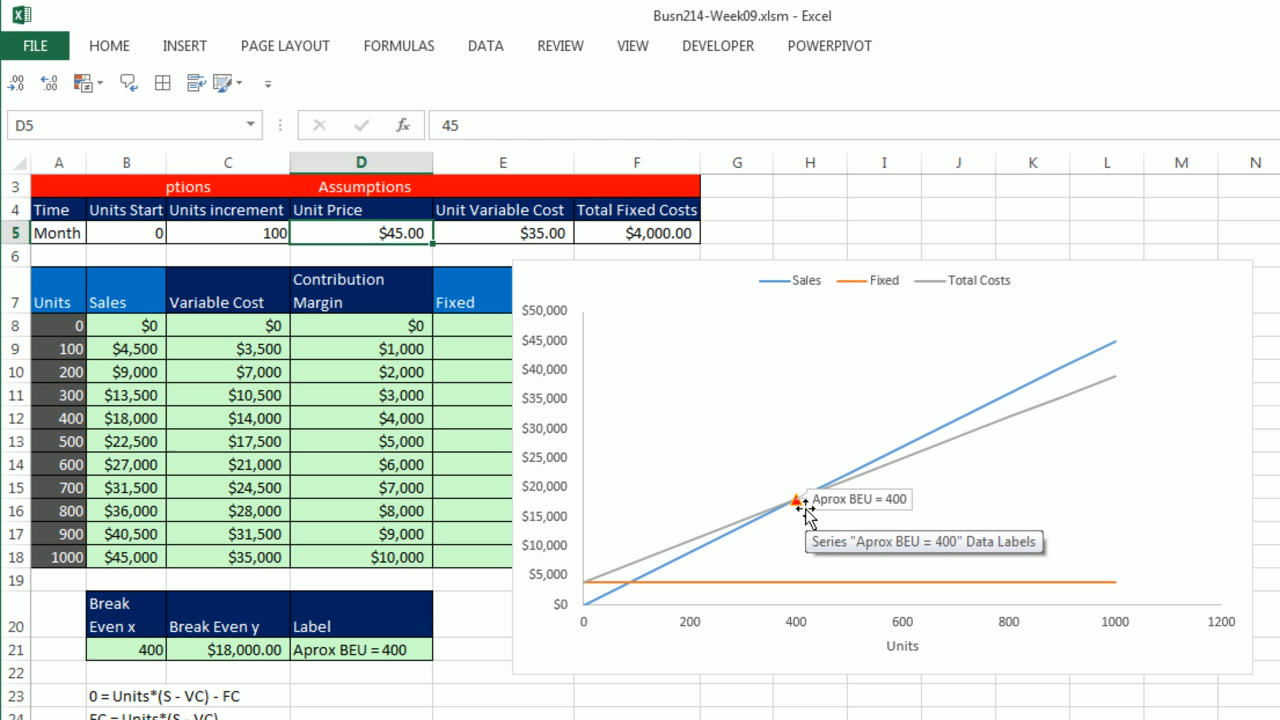 Busn214-Week09.xlsm - Excel
FILE HOME INSERT PAGE LAYOUT FORMULAS DATA REVIEW VIEW DEVELOPER POWERPIVOT
D5 fx 45
A B C D E F G H I J K L M N
3 ptions Assumptions
4 Time Units Start Units increment Unit Price Unit Variable Cost Total Fixed Costs
5 Month 0 100 $45.00 $35.00 $4,000.00
6
7 Units Sales Variable Cost Contribution Margin Fixed
8 0 $0 $0 $0
9 100 $4,500 $3,500 $1,000
10 200 $9,000 $7,000 $2,000
11 300 $13,500 $10,500 $3,000
12 400 $18,000 $14,000 $4,000
13 500 $22,500 $17,500 $5,000
14 600 $27,000 $21,000 $6,000
15 700 $31,500 $24,500 $7,000
16 800 $36,000 $28,000 $8,000
17 900 $40,500 $31,500 $9,000
18 1000 $45,000 $35,000 $10,000
19
20 Break Even x Break Even y Label
21 400 $18,000.00 Aprox BEU = 400
22
23 0 = Units*(S - VC) - FC
24 FC = Units*(S - VC)
Sales Fixed Total Costs
$50,000
$45,000
$40,000
$35,000
$30,000
$25,000
$20,000
$15,000
$10,000
$5,000
$0
Aprox BEU = 400
Series "Aprox BEU = 400" Data Labels
0 200 400 600 800 1000 1200
Units